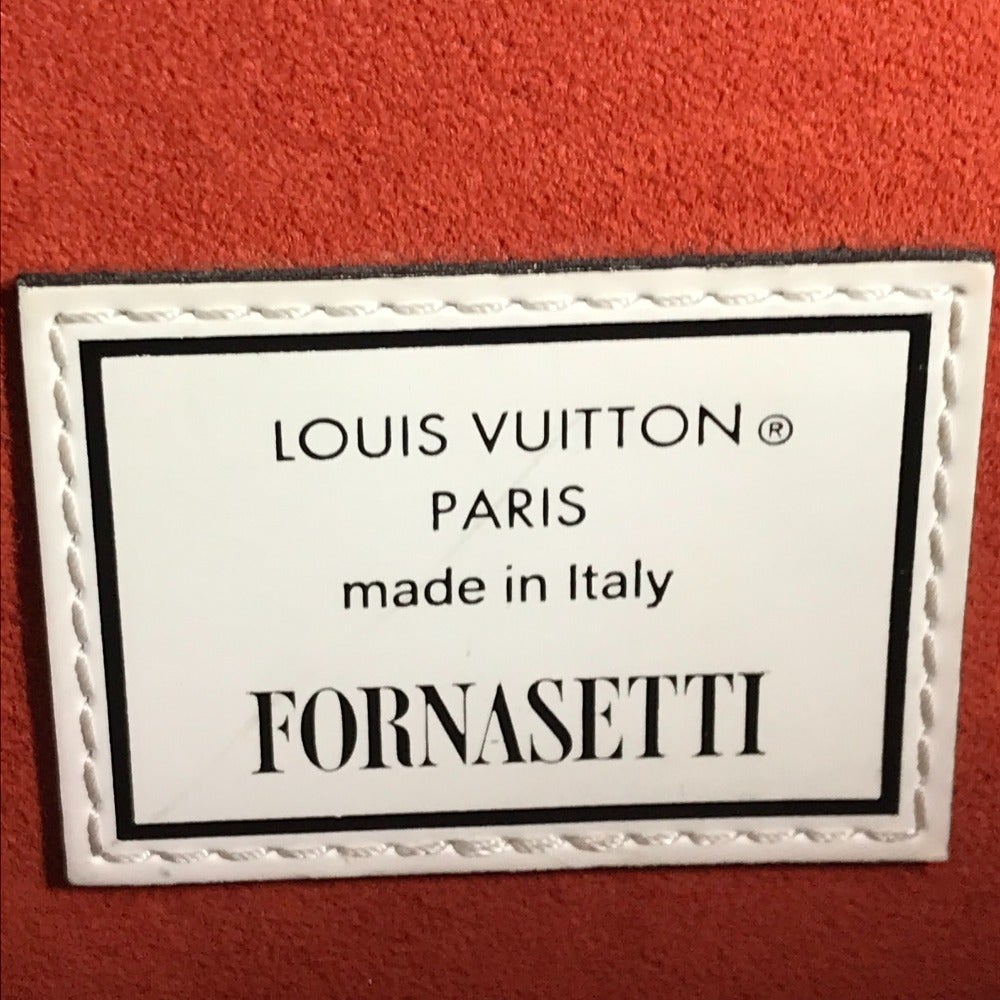 LOUIS VUITTON ®
PARIS
made in Italy
FORNASETTI